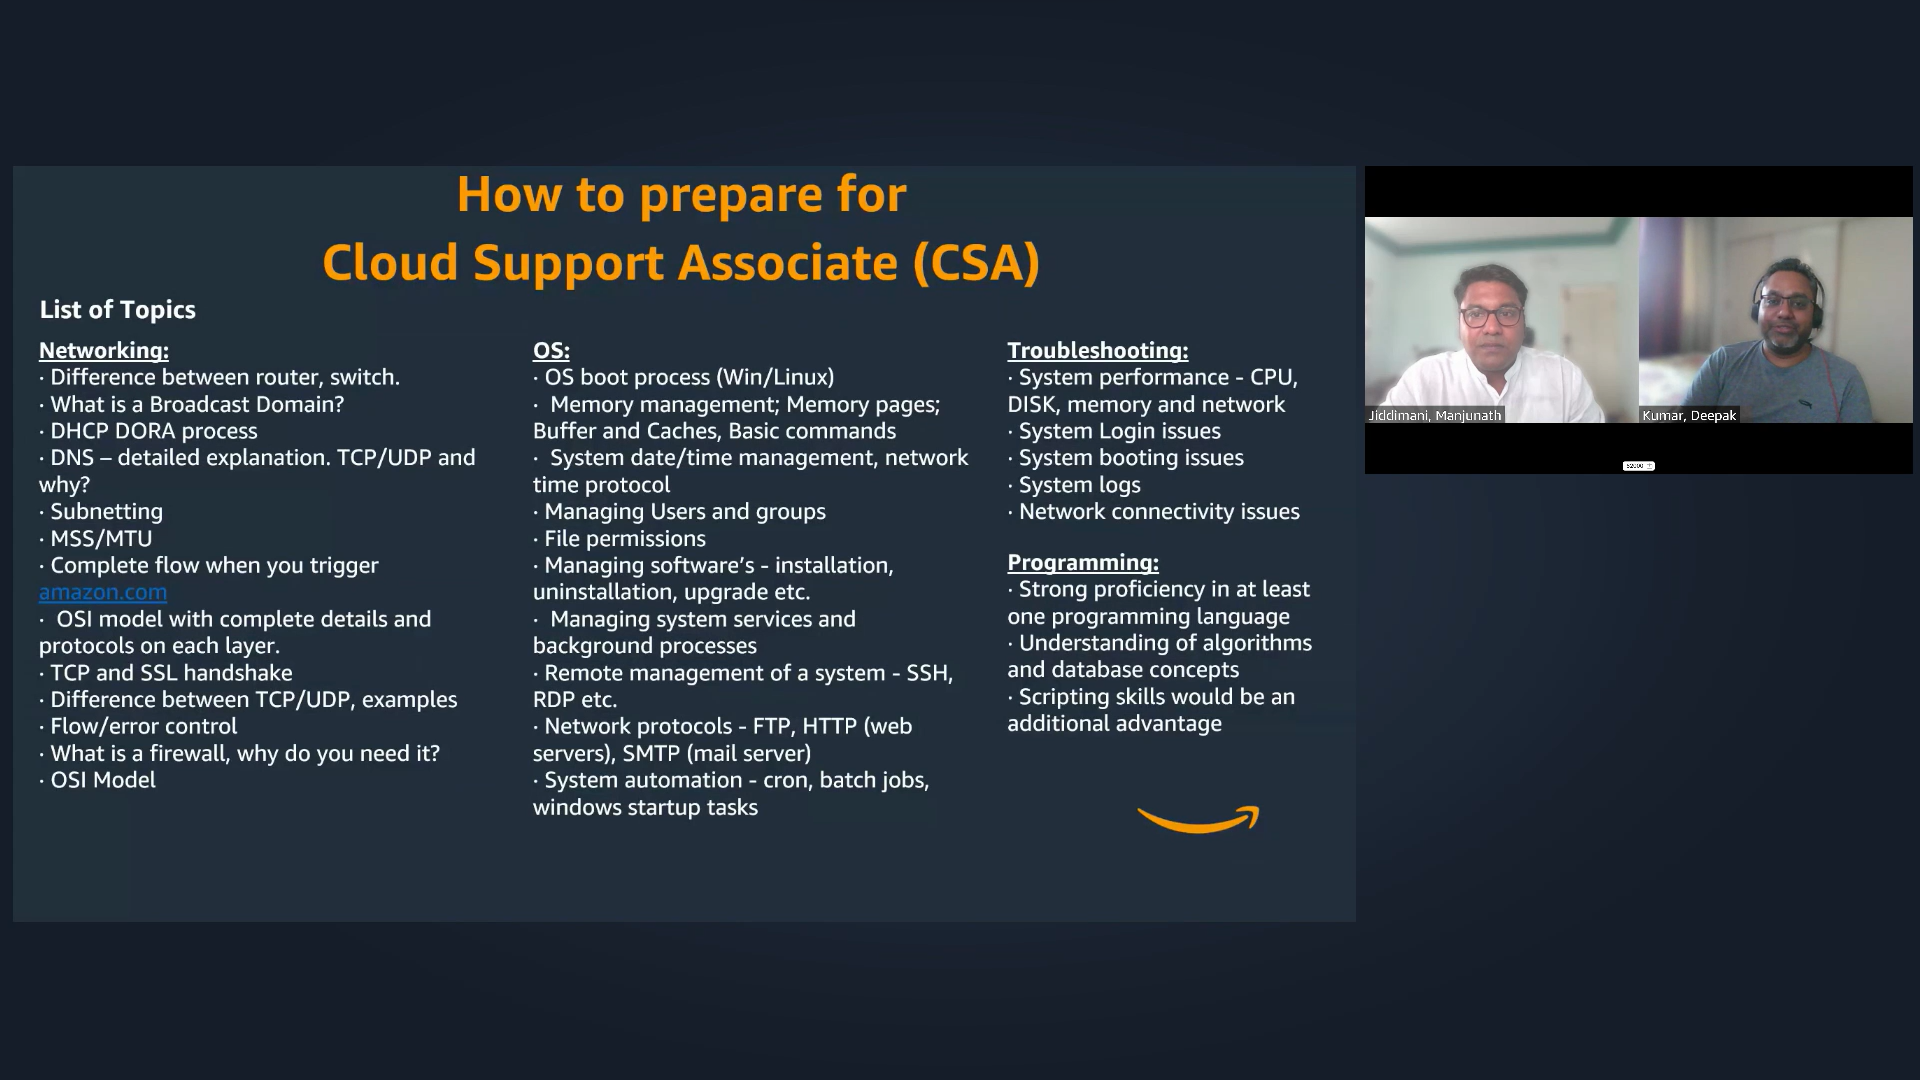 How to prepare for
Cloud Support Associate (CSA)
List of Topics
Networking:
· Difference between router, switch.
· What is a Broadcast Domain?
· DHCP DORA process
· DNS – detailed explanation. TCP/UDP and
why?
· Subnetting
· MSS/MTU
· Complete flow when you trigger
amazon.com
· OSI model with complete details and
protocols on each layer.
· TCP and SSL handshake
· Difference between TCP/UDP, examples
· Flow/error control
· What is a firewall, why do you need it?
· OSI Model
OS:
· OS boot process (Win/Linux)
· Memory management; Memory pages;
Buffer and Caches, Basic commands
· System date/time management, network
time protocol
· Managing Users and groups
· File permissions
· Managing software’s - installation,
uninstallation, upgrade etc.
· Managing system services and
background processes
· Remote management of a system - SSH,
RDP etc.
· Network protocols - FTP, HTTP (web
servers), SMTP (mail server)
· System automation - cron, batch jobs,
windows startup tasks
Troubleshooting:
· System performance - CPU,
DISK, memory and network
· System Login issues
· System booting issues
· System logs
· Network connectivity issues
Programming:
· Strong proficiency in at least
one programming language
· Understanding of algorithms
and database concepts
· Scripting skills would be an
additional advantage
Jiddimani, Manjunath
Kumar, Deepak